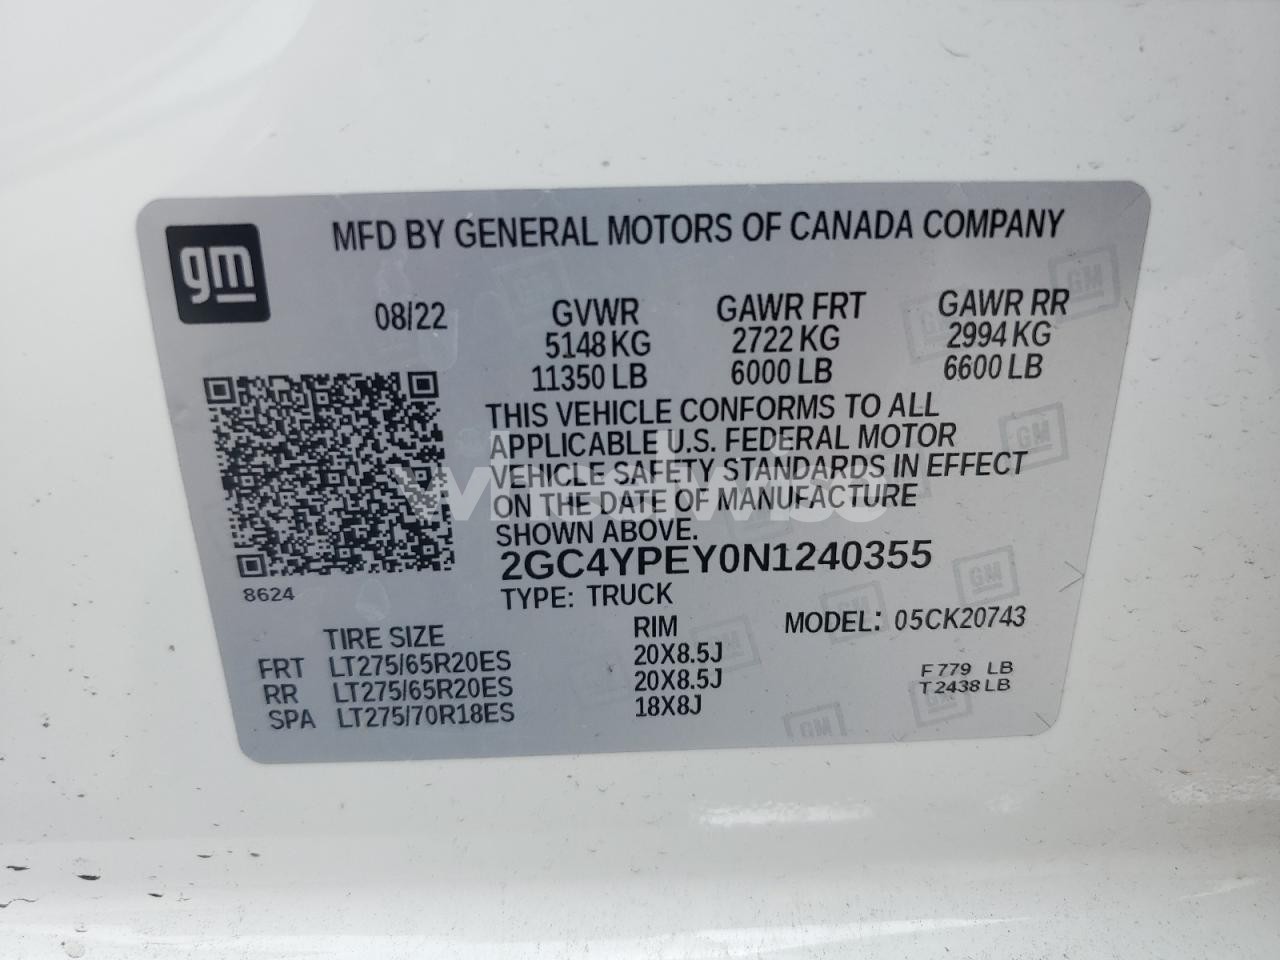 gm
MFD BY GENERAL MOTORS OF CANADA COMPANY
08/22 GVWR GAWR FRT GAWR RR
5148 KG 2722 KG 2994 KG
11350 LB 6000 LB 6600 LB
THIS VEHICLE CONFORMS TO ALL
APPLICABLE U.S. FEDERAL MOTOR
VEHICLE SAFETY STANDARDS IN EFFECT
ON THE DATE OF MANUFACTURE
SHOWN ABOVE.
2GC4YPEY0N1240355
8624
TYPE: TRUCK MODEL: 05CK20743
TIRE SIZE RIM
FRT LT275/65R20ES 20X8.5J
RR LT275/65R20ES 20X8.5J
SPA LT275/70R18ES 18X8J
F 779 LB
T 2438 LB